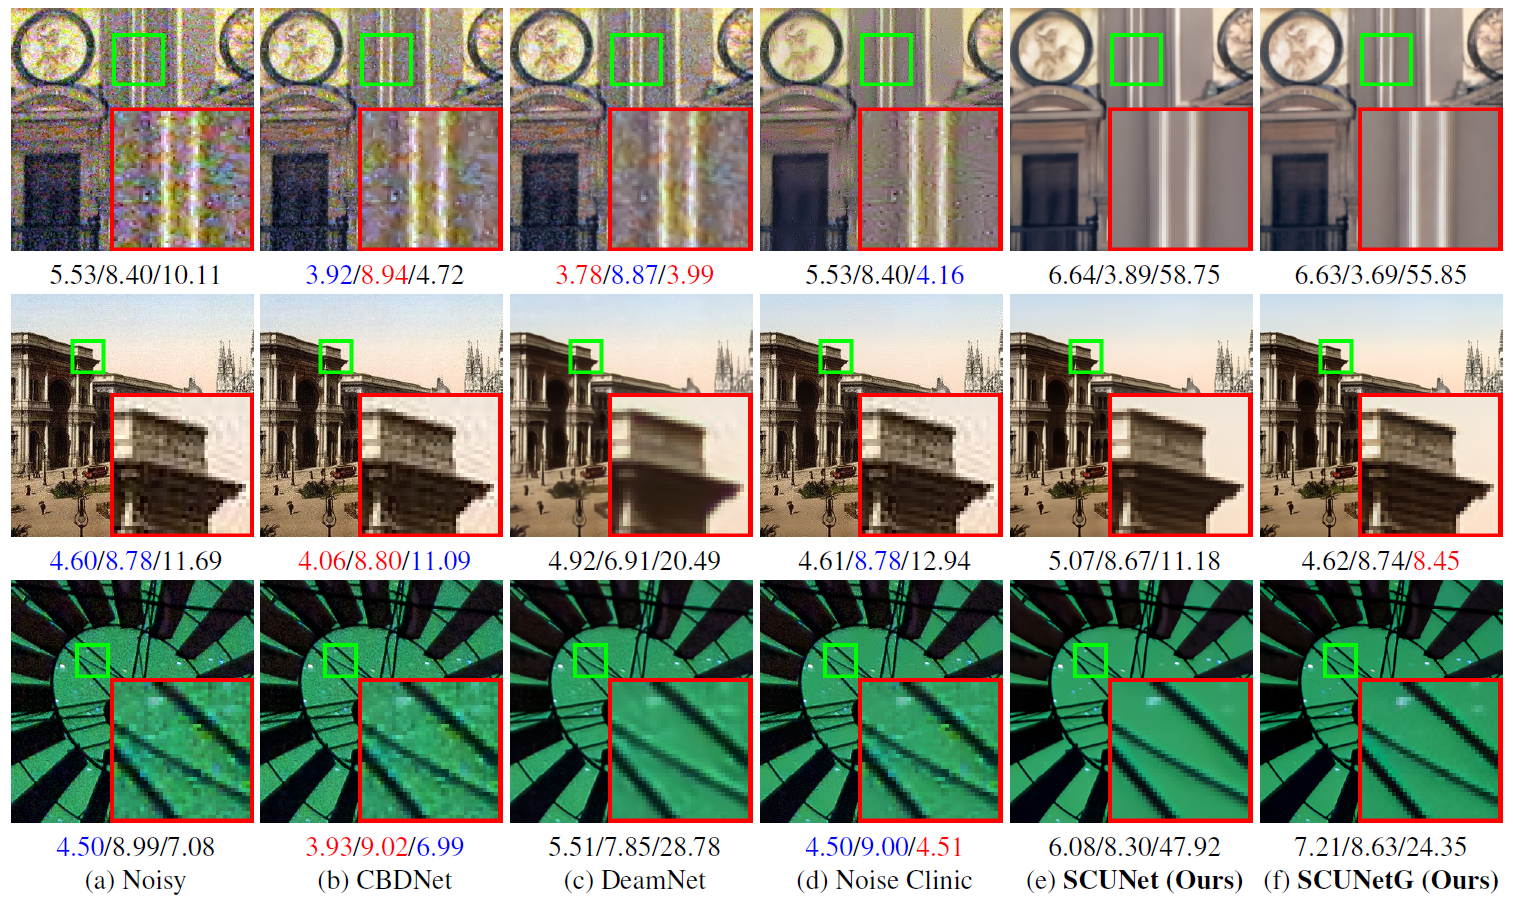 5.53/8.40/10.11 3.92/8.94/4.72 3.78/8.87/3.99 5.53/8.40/4.16 6.64/3.89/58.75 6.63/3.69/55.85
4.60/8.78/11.69 4.06/8.80/11.09 4.92/6.91/20.49 4.61/8.78/12.94 5.07/8.67/11.18 4.62/8.74/8.45
4.50/8.99/7.08 3.93/9.02/6.99 5.51/7.85/28.78 4.50/9.00/4.51 6.08/8.30/47.92 7.21/8.63/24.35
(a) Noisy (b) CBDNet (c) DeamNet (d) Noise Clinic (e) SCUNet (Ours) (f) SCUNetG (Ours)